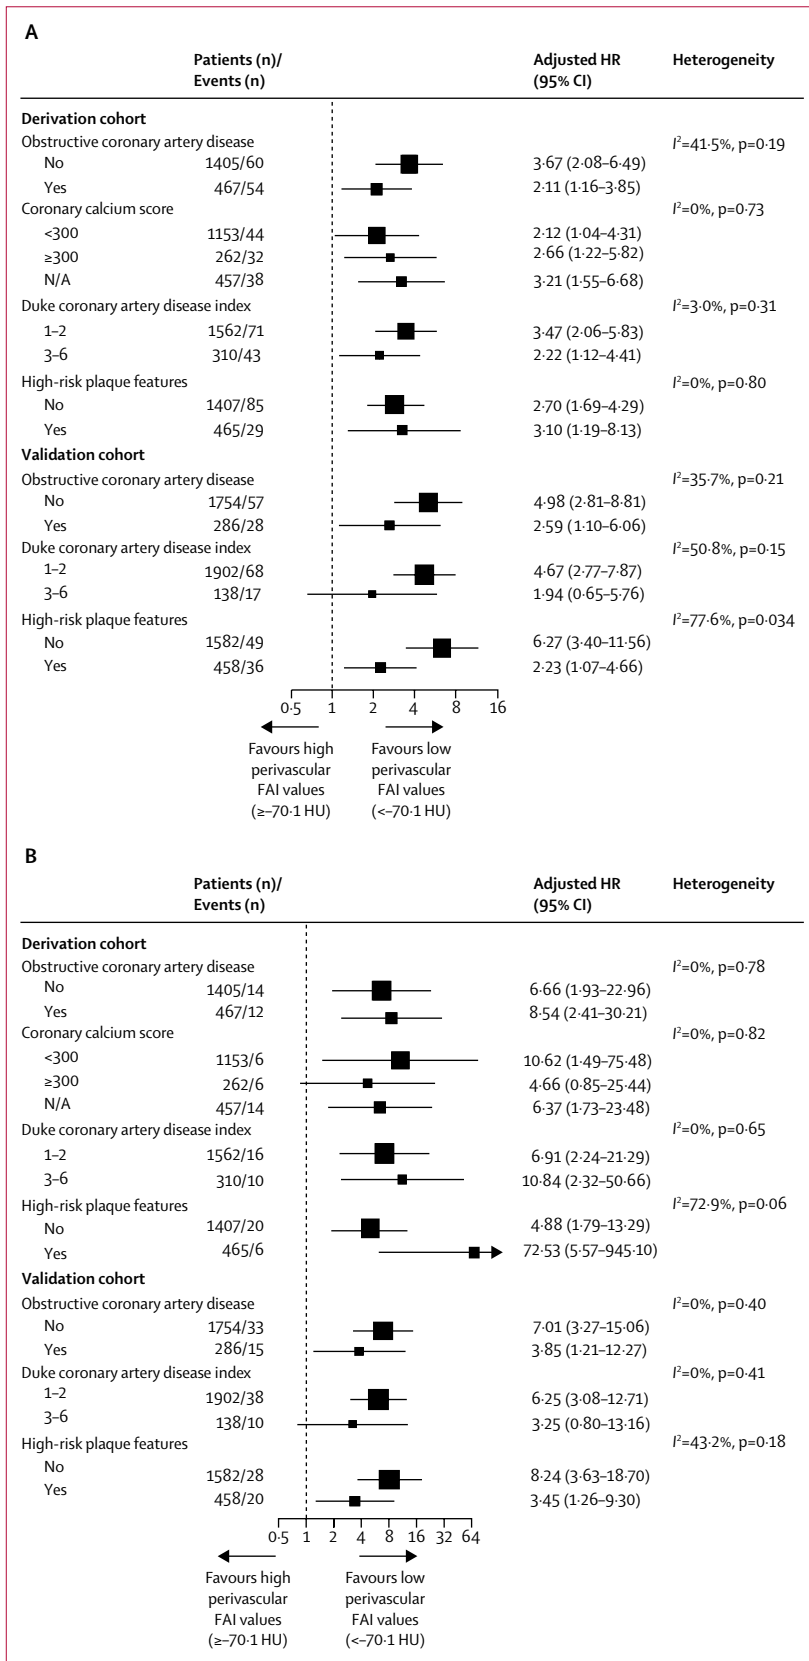 A
Patients (n)/ Adjusted HR Heterogeneity
Events (n) (95% CI)
Derivation cohort
Obstructive coronary artery disease I²=41·5%, p=0·19
No 1405/60 3·67 (2·08–6·49)
Yes 467/54 2·11 (1·16–3·85)
Coronary calcium score I²=0%, p=0·73
<300 1153/44 2·12 (1·04–4·31)
≥300 262/32 2·66 (1·22–5·82)
N/A 457/38 3·21 (1·55–6·68)
Duke coronary artery disease index I²=3·0%, p=0·31
1–2 1562/71 3·47 (2·06–5·83)
3–6 310/43 2·22 (1·12–4·41)
High-risk plaque features I²=0%, p=0·80
No 1407/85 2·70 (1·69–4·29)
Yes 465/29 3·10 (1·19–8·13)
Validation cohort
Obstructive coronary artery disease I²=35·7%, p=0·21
No 1754/57 4·98 (2·81–8·81)
Yes 286/28 2·59 (1·10–6·06)
Duke coronary artery disease index I²=50·8%, p=0·15
1–2 1902/68 4·67 (2·77–7·87)
3–6 138/17 1·94 (0·65–5·76)
High-risk plaque features I²=77·6%, p=0·034
No 1582/49 6·27 (3·40–11·56)
Yes 458/36 2·23 (1·07–4·66)
0·5 1 2 4 8 16
Favours high Favours low
perivascular perivascular
FAI values FAI values
(≥–70·1 HU) (<–70·1 HU)
B
Patients (n)/ Adjusted HR Heterogeneity
Events (n) (95% CI)
Derivation cohort
Obstructive coronary artery disease I²=0%, p=0·78
No 1405/14 6·66 (1·93–22·96)
Yes 467/12 8·54 (2·41–30·21)
Coronary calcium score I²=0%, p=0·82
<300 1153/6 10·62 (1·49–75·48)
≥300 262/6 4·66 (0·85–25·44)
N/A 457/14 6·37 (1·73–23·48)
Duke coronary artery disease index I²=0%, p=0·65
1–2 1562/16 6·91 (2·24–21·29)
3–6 310/10 10·84 (2·32–50·66)
High-risk plaque features I²=72·9%, p=0·06
No 1407/20 4·88 (1·79–13·29)
Yes 465/6 72·53 (5·57–945·10)
Validation cohort
Obstructive coronary artery disease I²=0%, p=0·40
No 1754/33 7·01 (3·27–15·06)
Yes 286/15 3·85 (1·21–12·27)
Duke coronary artery disease index I²=0%, p=0·41
1–2 1902/38 6·25 (3·08–12·71)
3–6 138/10 3·25 (0·80–13·16)
High-risk plaque features I²=43·2%, p=0·18
No 1582/28 8·24 (3·63–18·70)
Yes 458/20 3·45 (1·26–9·30)
0·5 1 2 4 8 16 32 64
Favours high Favours low
perivascular perivascular
FAI values FAI values
(≥–70·1 HU) (<–70·1 HU)